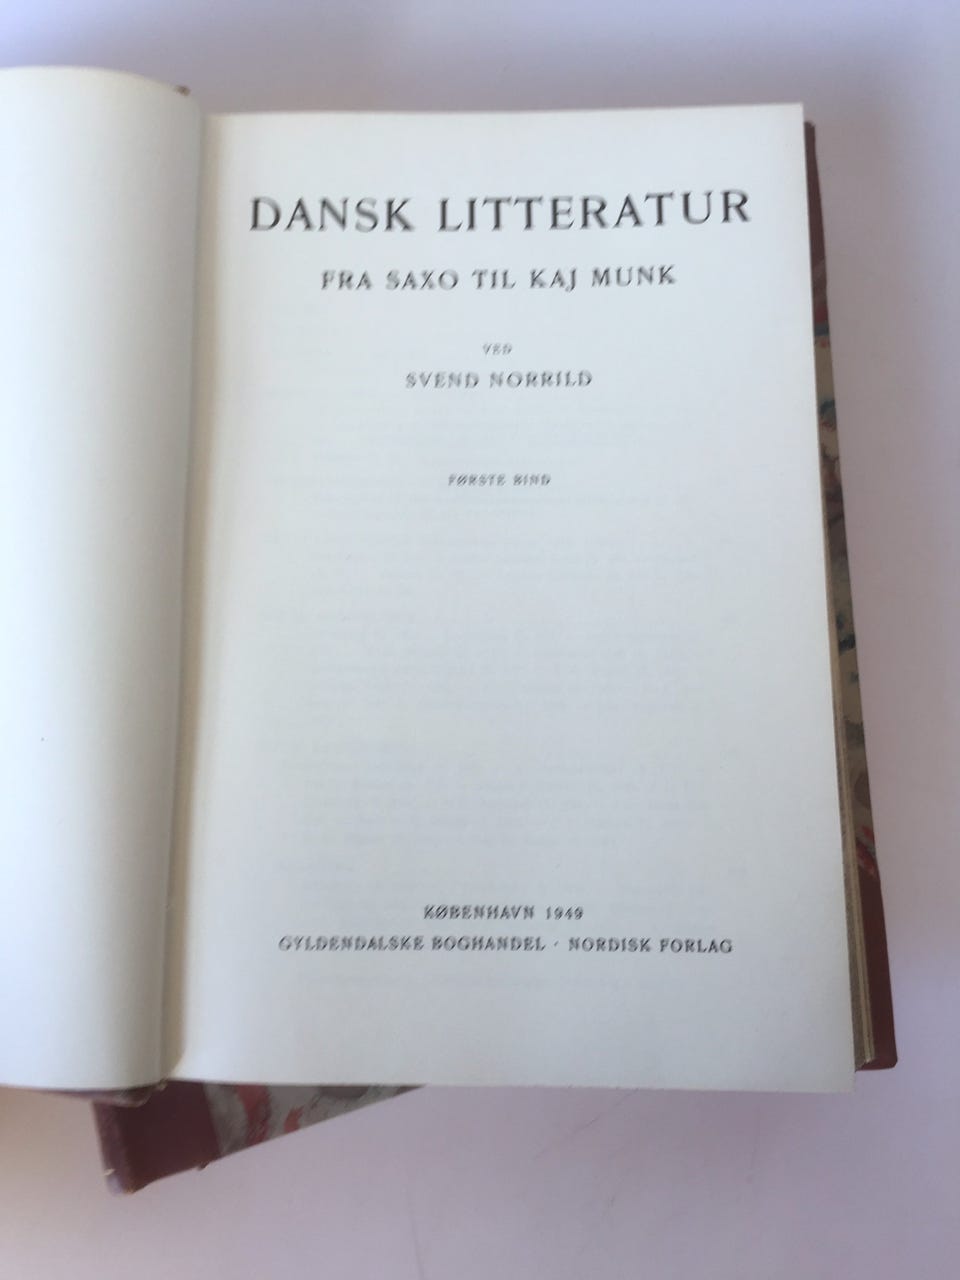 DANSK LITTERATUR
FRA SAXO TIL KAJ MUNK
VED
SVEND NORRILD
FØRSTE BIND
KØBENHAVN 1949
GYLDENDALSKE BOGHANDEL · NORDISK FORLAG